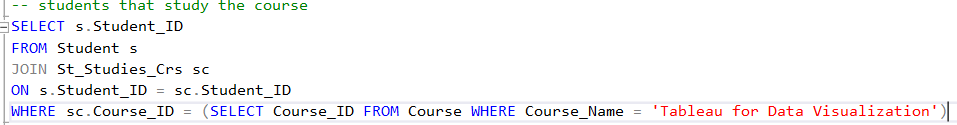 -- students that study the course
SELECT s.Student_ID
FROM Student s
JOIN St_Studies_Crs sc
ON s.Student_ID = sc.Student_ID
WHERE sc.Course_ID = (SELECT Course_ID FROM Course WHERE Course_Name = 'Tableau for Data Visualization')